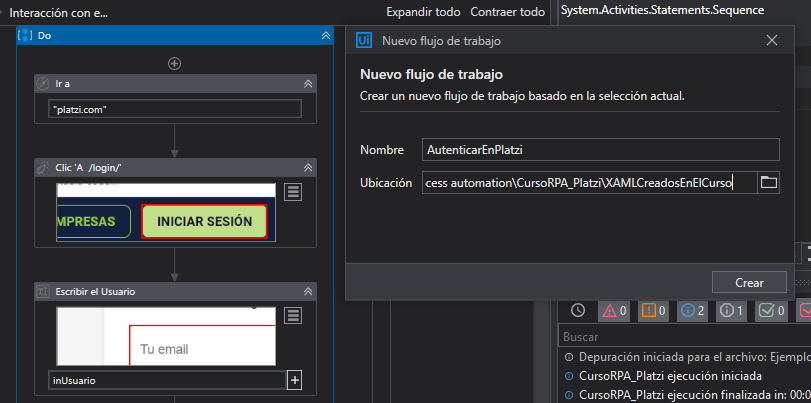 Interacción con e...
Expandir todo
Contraer todo
System.Activities.Statements.Sequence
Do
Ir a
"platzi.com"
Clic 'A /login/'
MPRESAS
INICIAR SESIÓN
Escribir el Usuario
Tu email
inUsuario
Ui
Nuevo flujo de trabajo
Nuevo flujo de trabajo
Crear un nuevo flujo de trabajo basado en la selección actual.
Nombre
AutenticarEnPlatzi
Ubicación
cess automation\CursoRPA_Platzi\XAMLCreadosEnElCurso
Crear
0
0
2
1
0
Buscar
Depuración iniciada para el archivo: Ejemplo
CursoRPA_Platzi ejecución iniciada
CursoRPA_Platzi ejecución finalizada in: 00:0